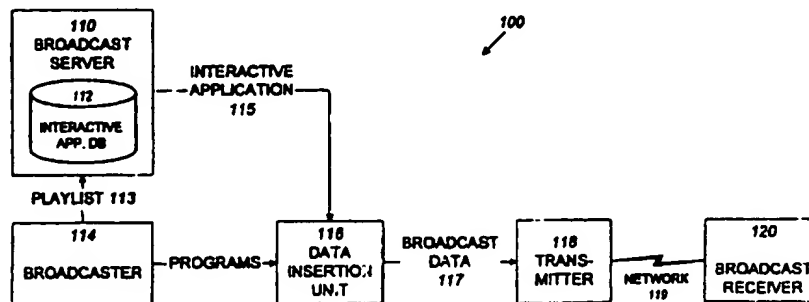 100
110
BROADCAST
SERVER
112
INTERACTIVE
APP. DB
INTERACTIVE
APPLICATION
115
PLAYLIST 113
114
BROADCASTER
PROGRAMS
116
DATA
INSERTION
UNIT
BROADCAST
DATA
117
118
TRANS-
MITTER
NETWORK
119
120
BROADCAST
RECEIVER